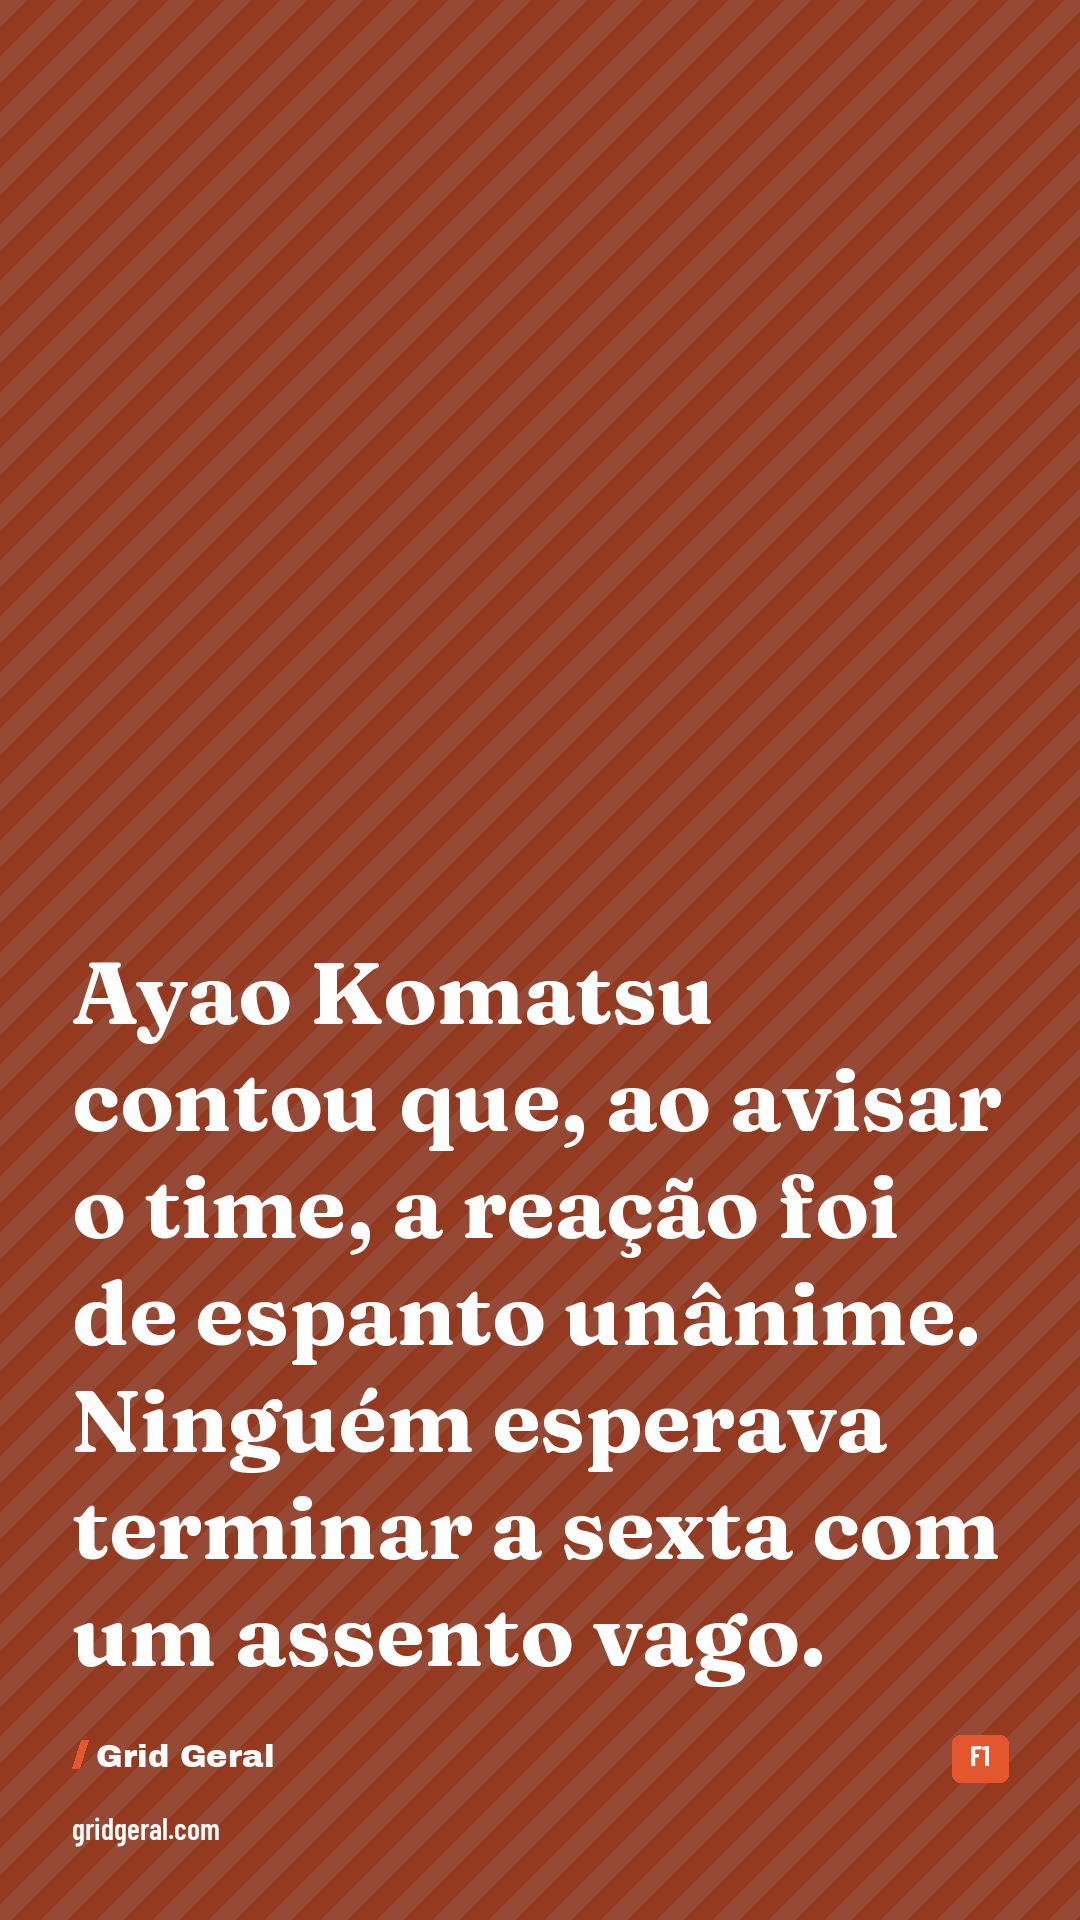 Ayao Komatsu
contou que, ao avisar
o time, a reação foi
de espanto unânime.
Ninguém esperava
terminar a sexta com
um assento vago.
/ Grid Geral
F1
gridgeral.com